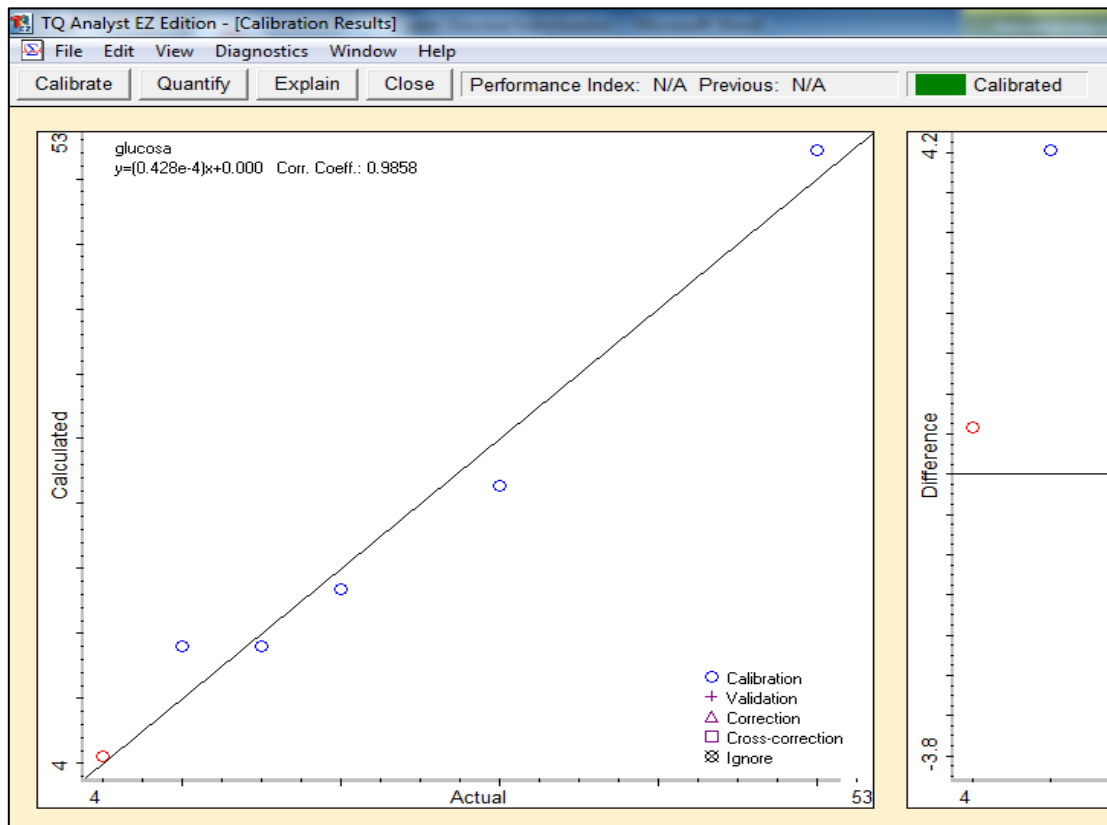 TQ Analyst EZ Edition - [Calibration Results]
File Edit View Diagnostics Window Help
Calibrate Quantify Explain Close Performance Index: N/A Previous: N/A Calibrated
53
glucosa
y=(0.428e-4)x+0.000 Corr. Coeff.: 0.9858
Calculated
Calibration
Validation
Correction
Cross-correction
Ignore
4
4 Actual 53
4.2
Difference
-3.8
4